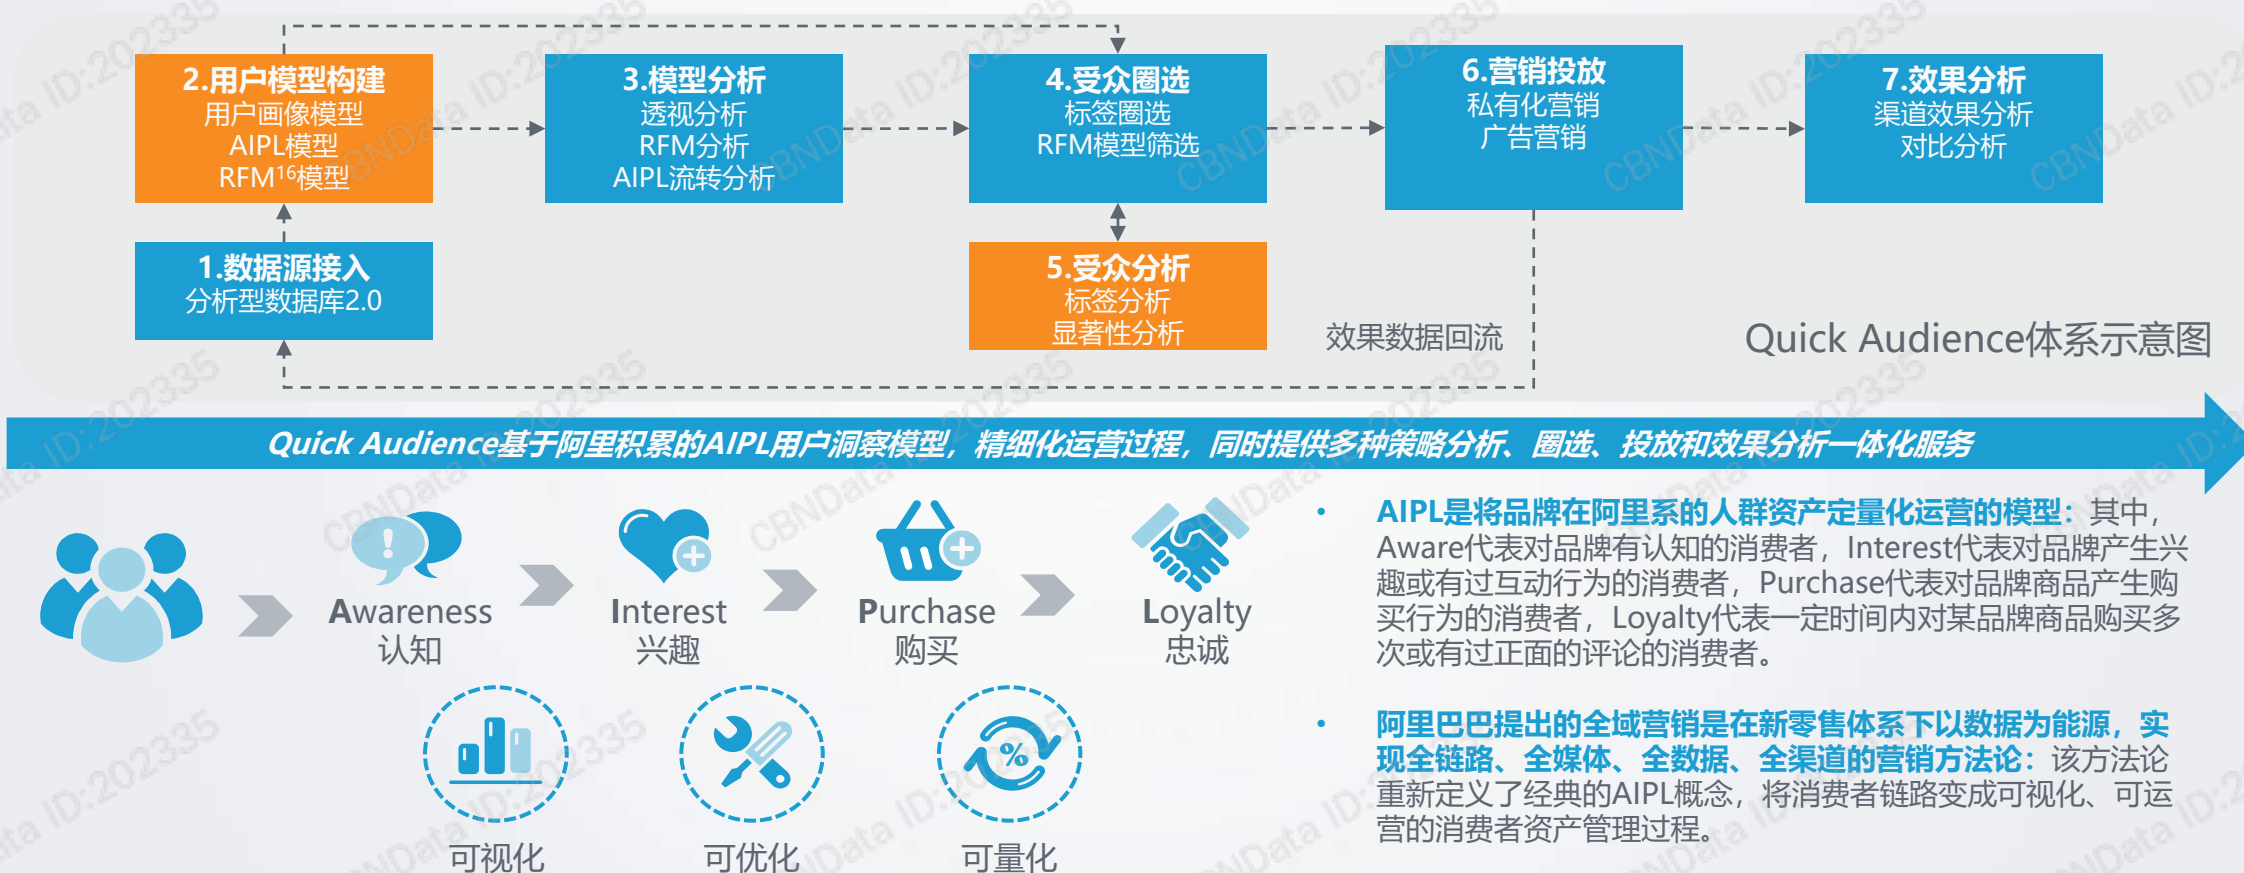 2.用户模型构建
用户画像模型
AIPL模型
RFM16模型
3.模型分析
透视分析
RFM分析
AIPL流转分析
4.受众圈选
标签圈选
RFM模型筛选
6.营销投放
私有化营销
广告营销
7.效果分析
渠道效果分析
对比分析
1.数据源接入
分析型数据库2.0
5.受众分析
标签分析
显著性分析
效果数据回流
Quick Audience体系示意图
Quick Audience基于阿里积累的AIPL用户洞察模型，精细化运营过程，同时提供多种策略分析、圈选、投放和效果分析一体化服务
Awareness
认知
Interest
兴趣
Purchase
购买
Loyalty
忠诚
%
可视化
可优化
可量化
• AIPL是将品牌在阿里系的人群资产定量化运营的模型：其中，
Aware代表对品牌有认知的消费者，Interest代表对品牌产生兴
趣或有过互动行为的消费者，Purchase代表对品牌商品产生购
买行为的消费者，Loyalty代表一定时间内对某品牌商品购买多
次或有过正面的评论的消费者。
• 阿里巴巴提出的全域营销是在新零售体系下以数据为能源，实
现全链路、全媒体、全数据、全渠道的营销方法论：该方法论
重新定义了经典的AIPL概念，将消费者链路变成可视化、可运
营的消费者资产管理过程。
CBNData ID:202335